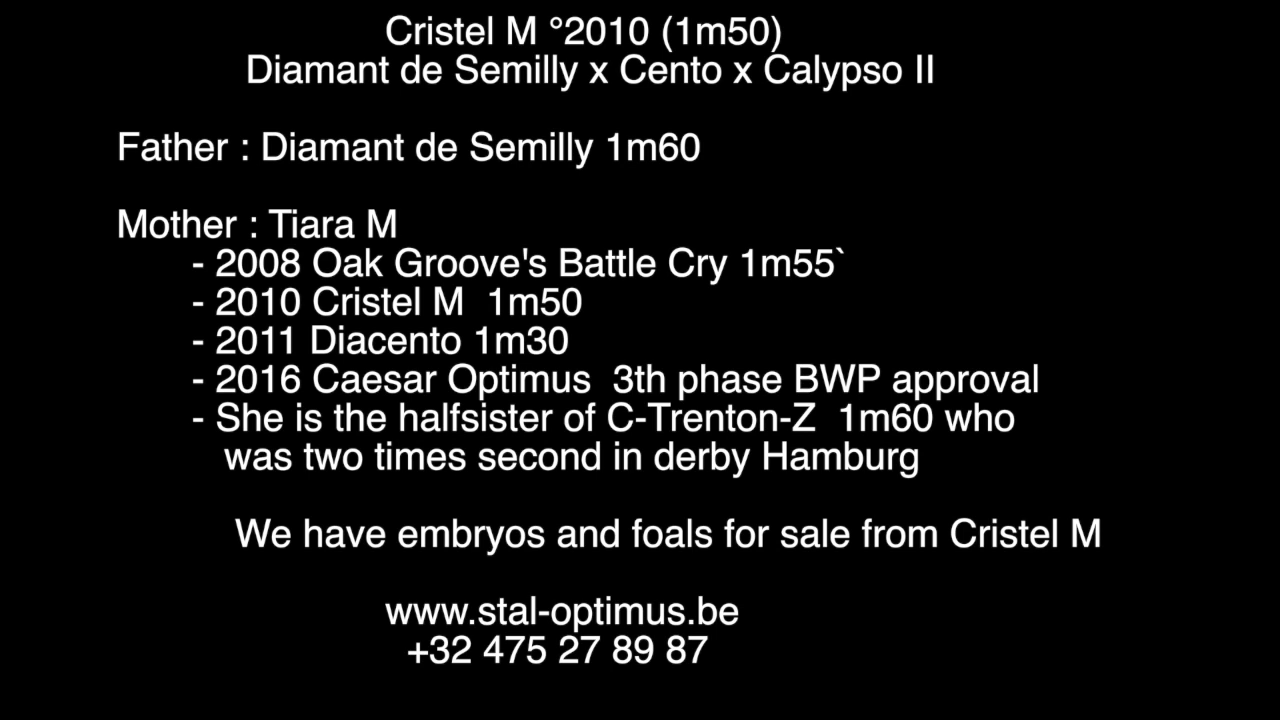 Cristel M °2010 (1m50)
Diamant de Semilly x Cento x Calypso II
Father : Diamant de Semilly 1m60
Mother : Tiara M
- 2008 Oak Groove's Battle Cry 1m55`
- 2010 Cristel M  1m50
- 2011 Diacento 1m30
- 2016 Caesar Optimus  3th phase BWP approval
- She is the halfsister of C-Trenton-Z  1m60 who
was two times second in derby Hamburg
We have embryos and foals for sale from Cristel M
www.stal-optimus.be
+32 475 27 89 87